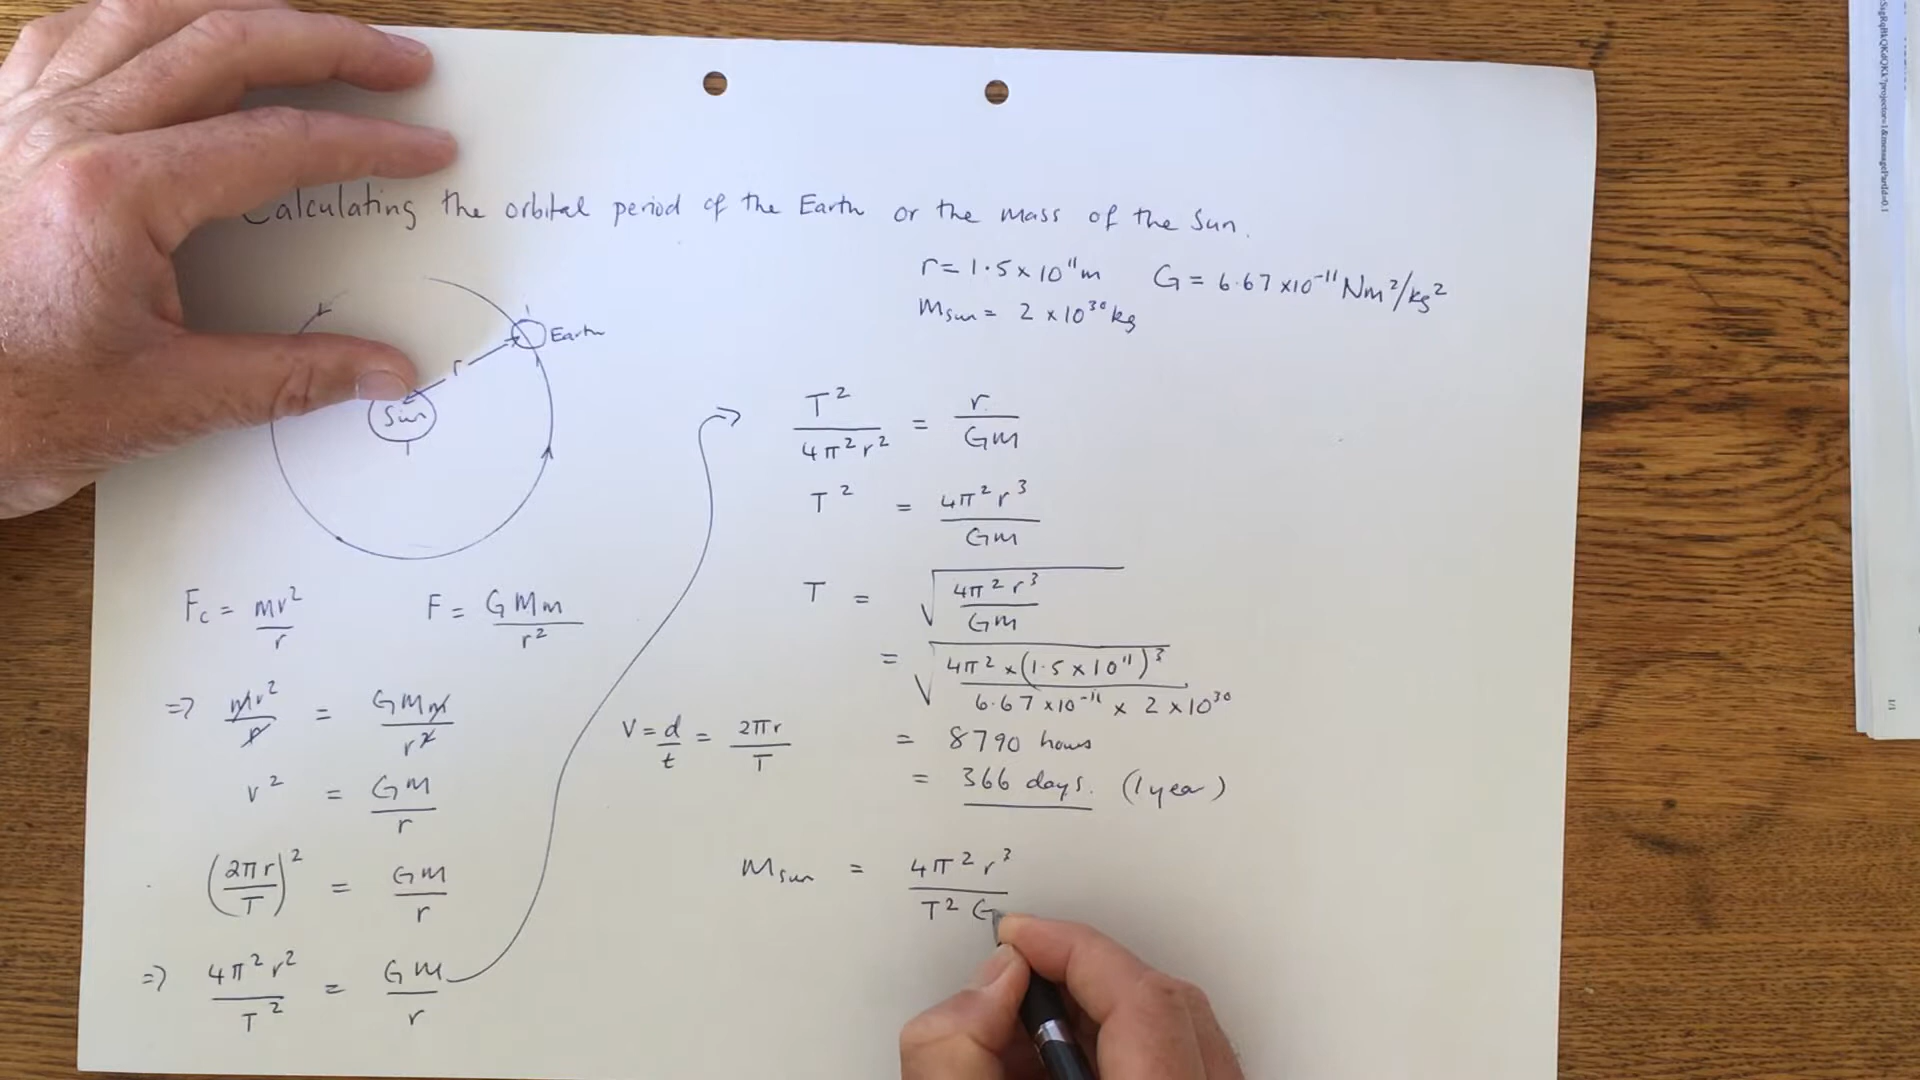 Calculating the orbital period of the Earth or the mass of the Sun.
r = 1.5 × 10¹¹ m    G = 6.67 × 10⁻¹¹ Nm²/kg²
Msun = 2 × 10³⁰ kg
Earth
r
Sun
Fc = mv²/r    F = GMm/r²
⇒ mv²/r = GMm/r²
v² = GM/r
(2πr/T)² = GM/r
⇒ 4π²r²/T² = GM/r
V = d/t = 2πr/T
T²/4π²r² = r/GM
T² = 4π²r³/GM
T = √(4π²r³/GM)
= √(4π² × (1.5 × 10¹¹)³/6.67 × 10⁻¹¹ × 2 × 10³⁰)
= 8790 hours
= 366 days. (1 year)
Msun = 4π²r³/T² G